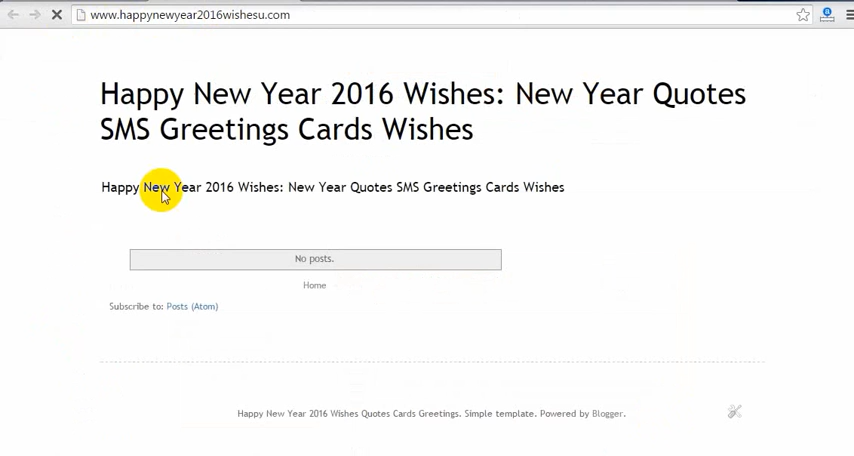 www.happynewyear2016wishesu.com
Happy New Year 2016 Wishes: New Year Quotes
SMS Greetings Cards Wishes
Happy New Year 2016 Wishes: New Year Quotes SMS Greetings Cards Wishes
No posts.
Home
Subscribe to: Posts (Atom)
Happy New Year 2016 Wishes Quotes Cards Greetings. Simple template. Powered by Blogger.